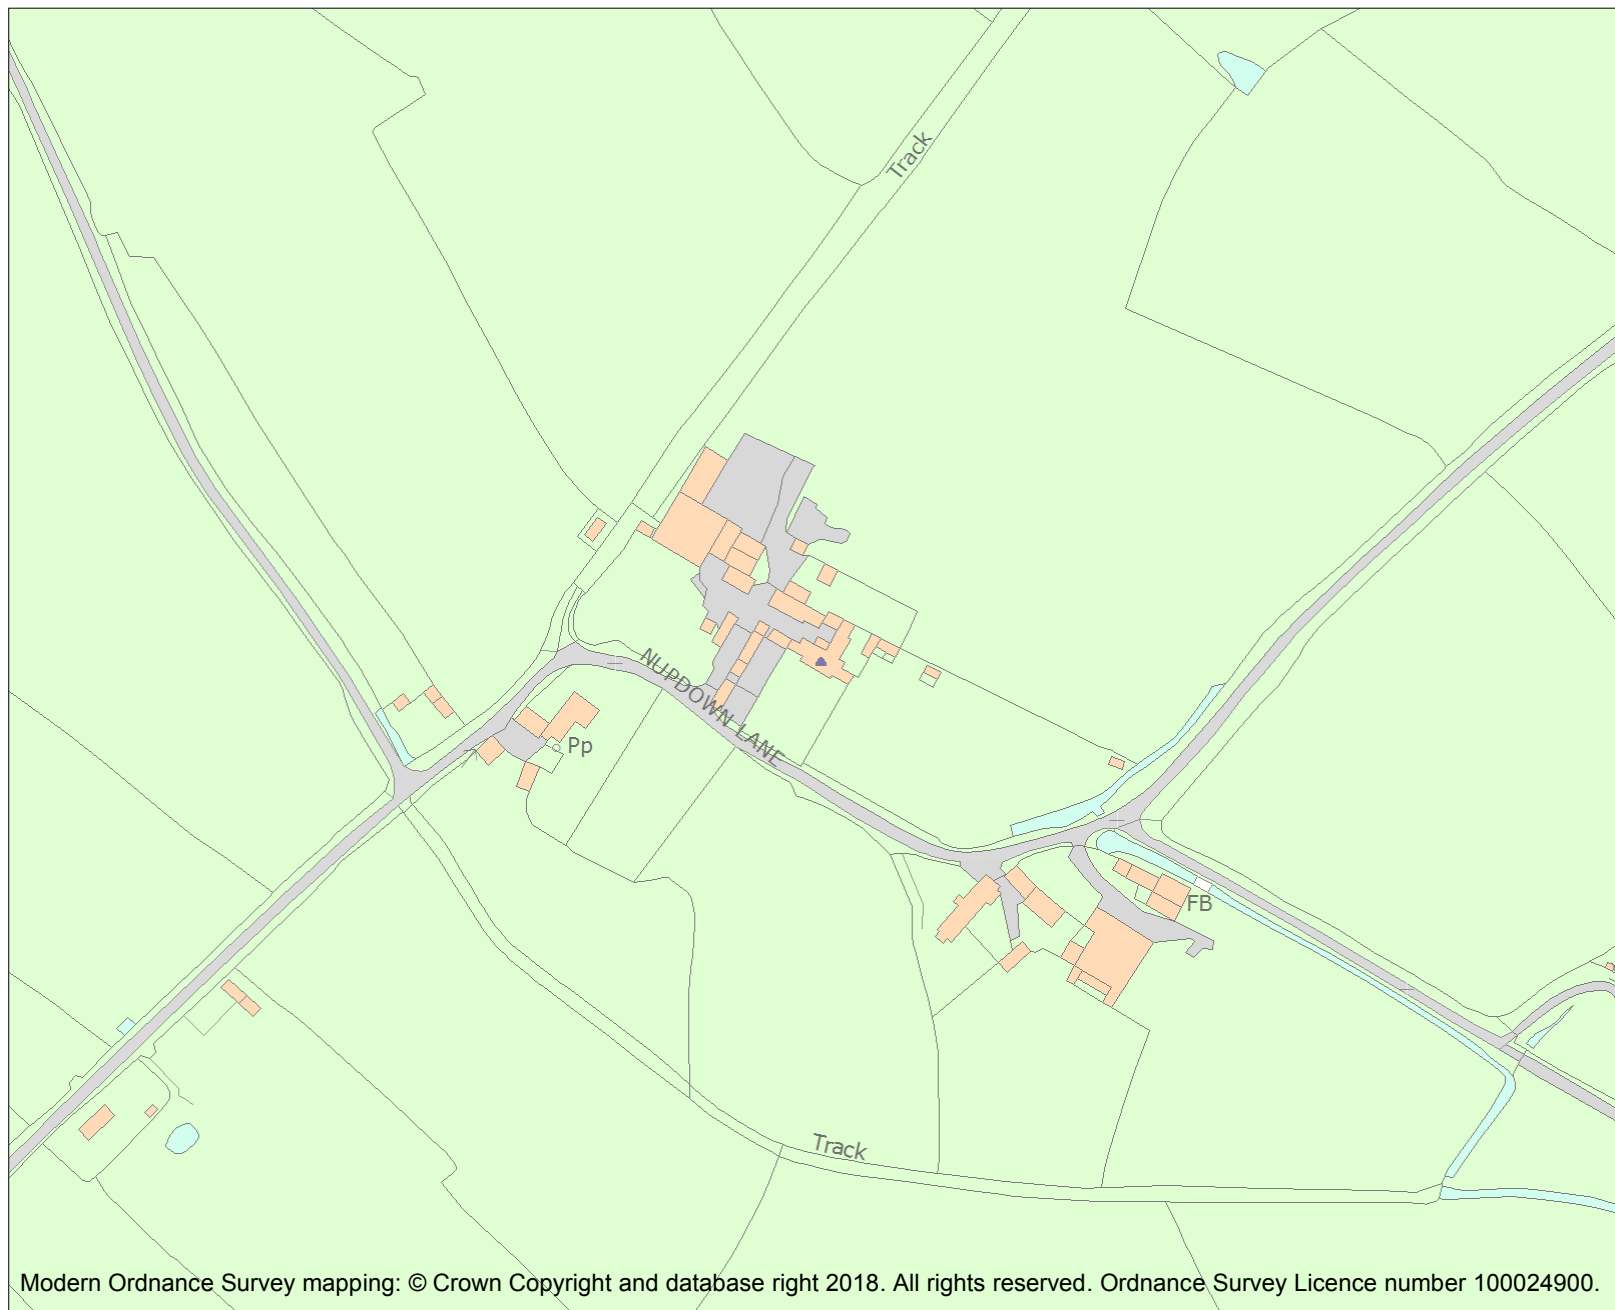 Track
NUPDOWN LANE
Pp
FB
Track
Modern Ordnance Survey mapping: © Crown Copyright and database right 2018. All rights reserved. Ordnance Survey Licence number 100024900.